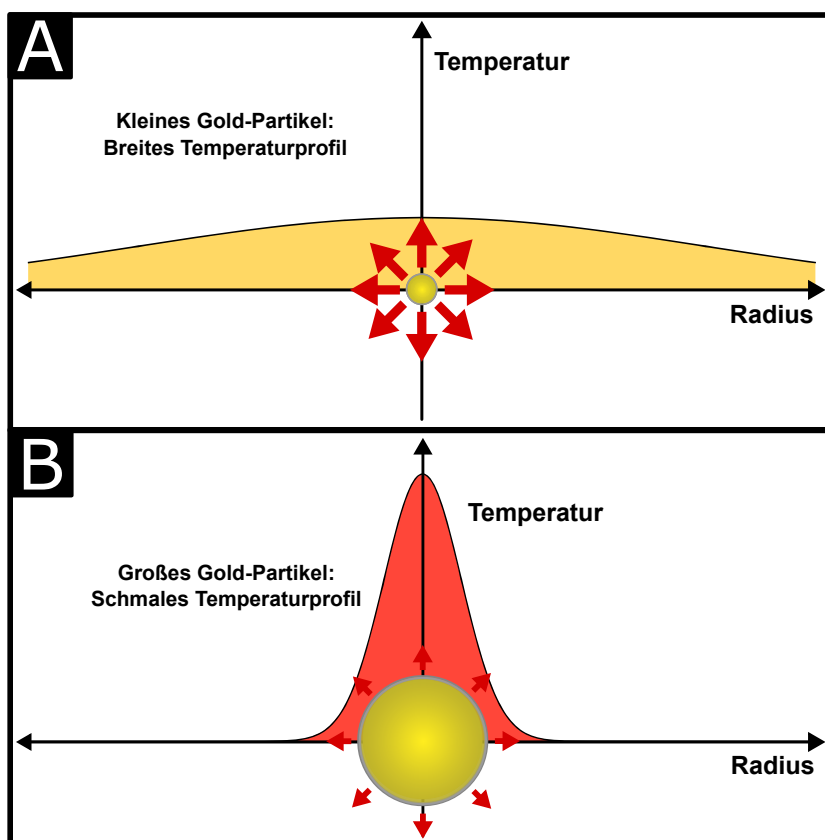 A
Temperatur
Kleines Gold-Partikel:
Breites Temperaturprofil
Radius
B
Temperatur
Großes Gold-Partikel:
Schmales Temperaturprofil
Radius